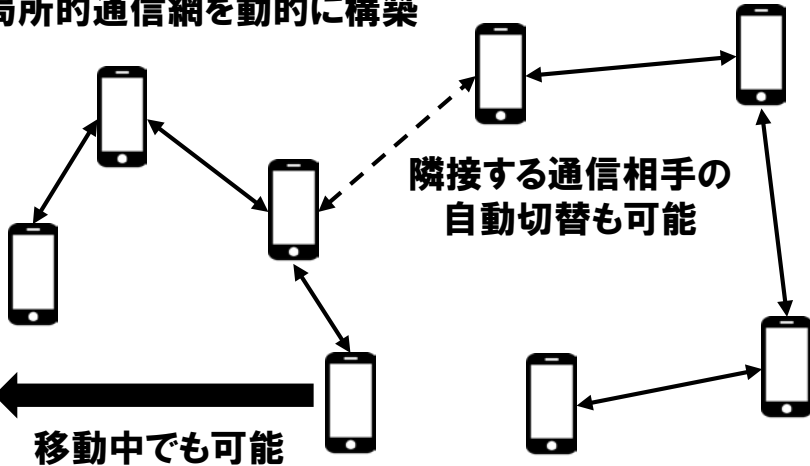 局所的通信網を動的に構築
隣接する通信相手の
自動切替も可能
移動中でも可能